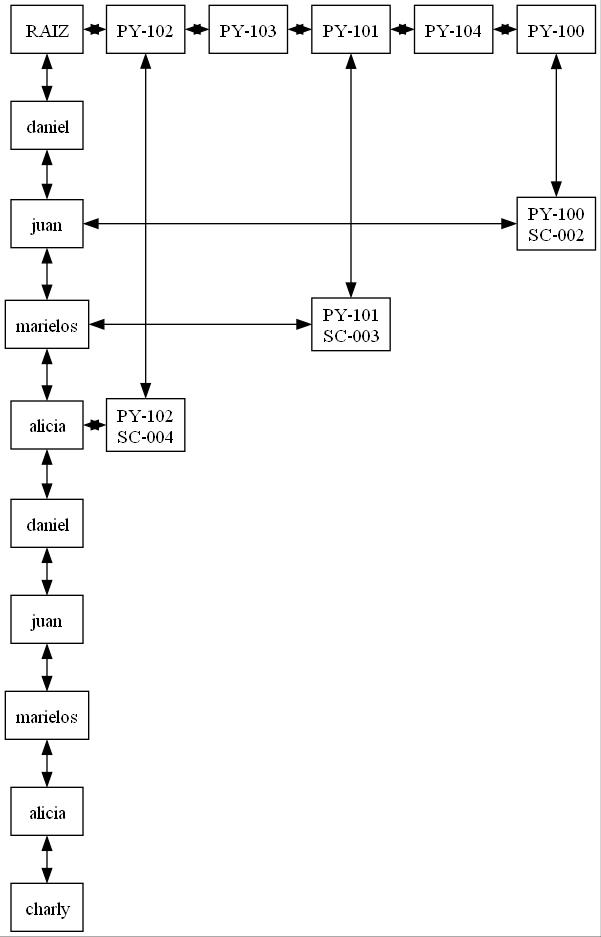 RAIZ
PY-102
PY-103
PY-101
PY-104
PY-100
daniel
juan
PY-100
SC-002
marielos
PY-101
SC-003
alicia
PY-102
SC-004
daniel
juan
marielos
alicia
charly